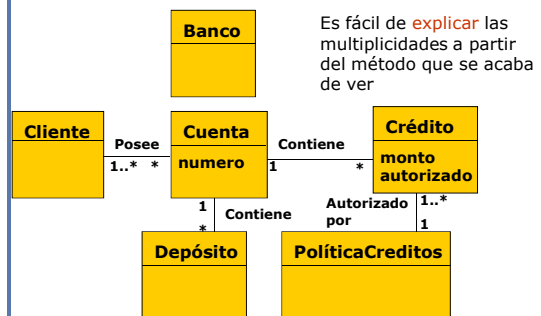 Banco
Es fácil de explicar las
multiplicidades a partir
del método que se acaba
de ver
Cliente
Posee
1..* *
Cuenta
numero
Contiene
1 *
Crédito
monto
autorizado
1
Contiene
*
Autorizado
por
1..*
1
Depósito
PolíticaCreditos